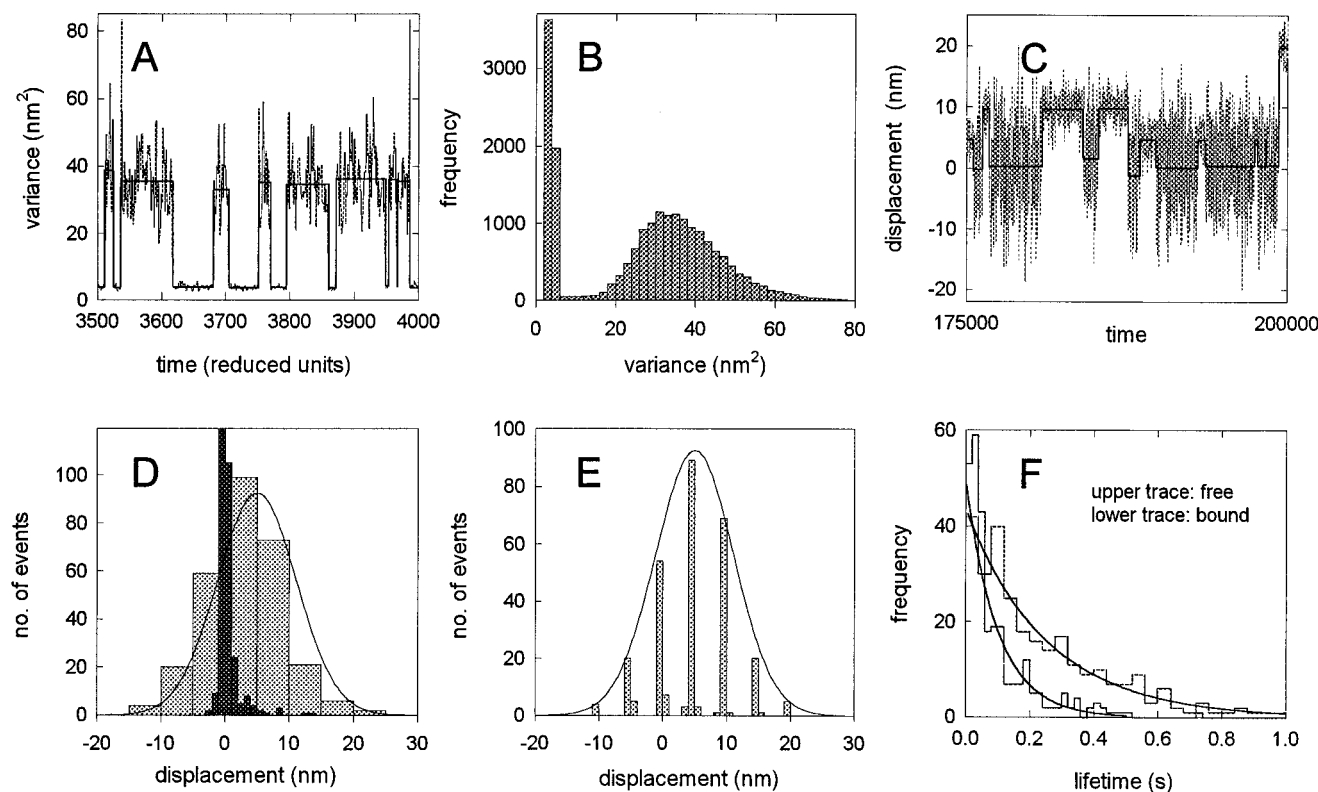 A
variance (nm²)
80
60
40
20
0
3500 3600 3700 3800 3900 4000
time (reduced units)
B
frequency
3000
2000
1000
0
0 20 40 60 80
variance (nm²)
C
displacement (nm)
20
10
0
-10
-20
175000 200000
time
D
no. of events
100
80
60
40
20
0
-20 -10 0 10 20 30
displacement (nm)
E
no. of events
100
80
60
40
20
0
-20 -10 0 10 20 30
displacement (nm)
F
upper trace: free
lower trace: bound
frequency
60
40
20
0
0.0 0.2 0.4 0.6 0.8 1.0
lifetime (s)